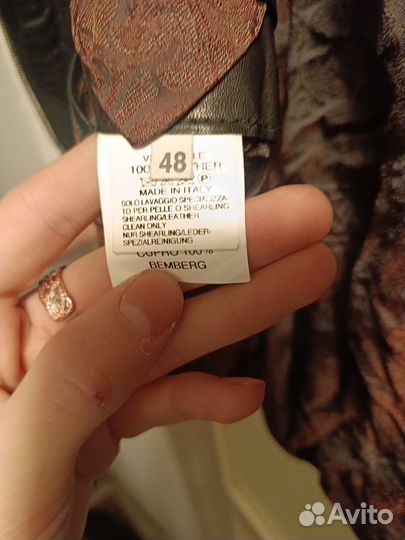 48
100%
MADE IN ITALY
SOLO LAVAGGIO SPECIALIZZA-
TO PER PELLE O SHEARLING
SHEARLING/LEATHER
CLEAN ONLY
NUR SHEARLING/LEDER-
SPEZIALREINIGUNG
CUPRO 100%
BEMBERG
Avito